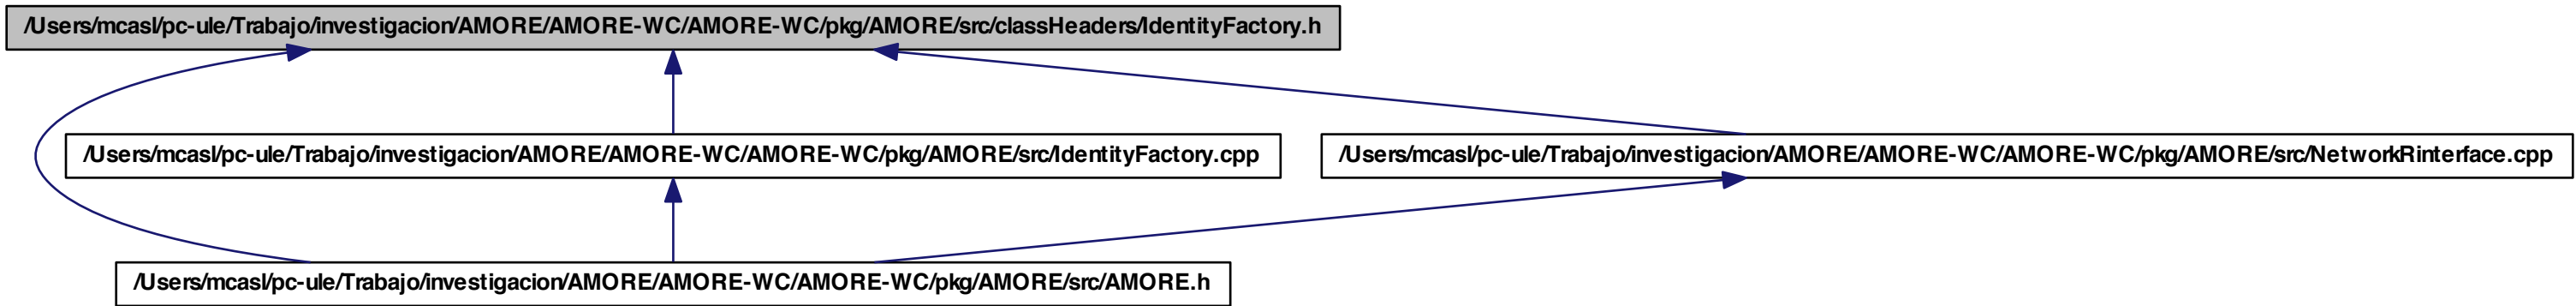 /Users/mcasl/pc-ule/Trabajo/investigacion/AMORE/AMORE-WC/AMORE-WC/pkg/AMORE/src/classHeaders/IdentityFactory.h
/Users/mcasl/pc-ule/Trabajo/investigacion/AMORE/AMORE-WC/AMORE-WC/pkg/AMORE/src/IdentityFactory.cpp
/Users/mcasl/pc-ule/Trabajo/investigacion/AMORE/AMORE-WC/AMORE-WC/pkg/AMORE/src/NetworkRinterface.cpp
/Users/mcasl/pc-ule/Trabajo/investigacion/AMORE/AMORE-WC/AMORE-WC/pkg/AMORE/src/AMORE.h